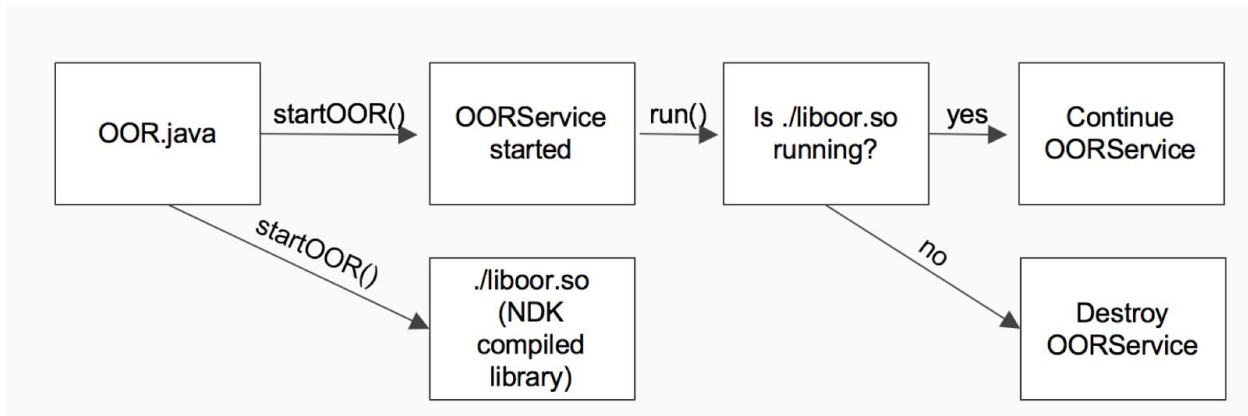 OOR.java
startOOR()
OORService
started
run()
Is ./liboor.so
running?
yes
Continue
OORService
startOOR()
./liboor.so
(NDK
compiled
library)
no
Destroy
OORService